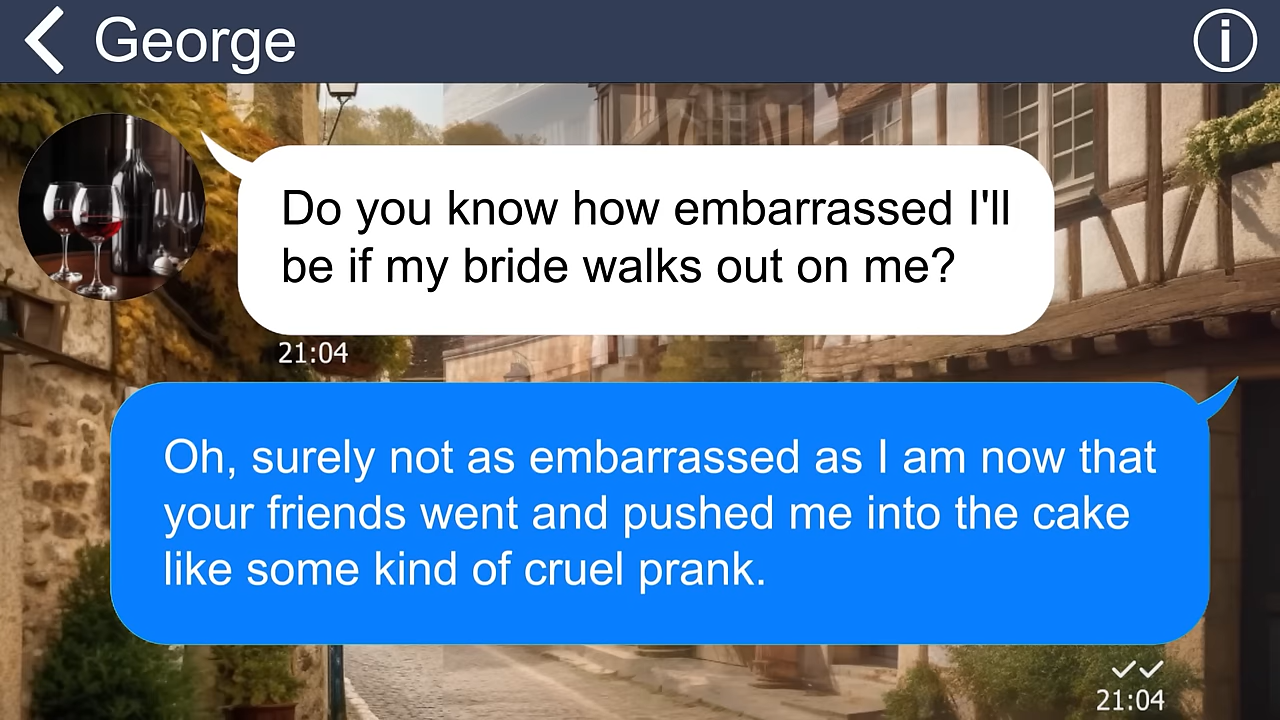 George
Do you know how embarrassed I'll
be if my bride walks out on me?
21:04
Oh, surely not as embarrassed as I am now that
your friends went and pushed me into the cake
like some kind of cruel prank.
21:04